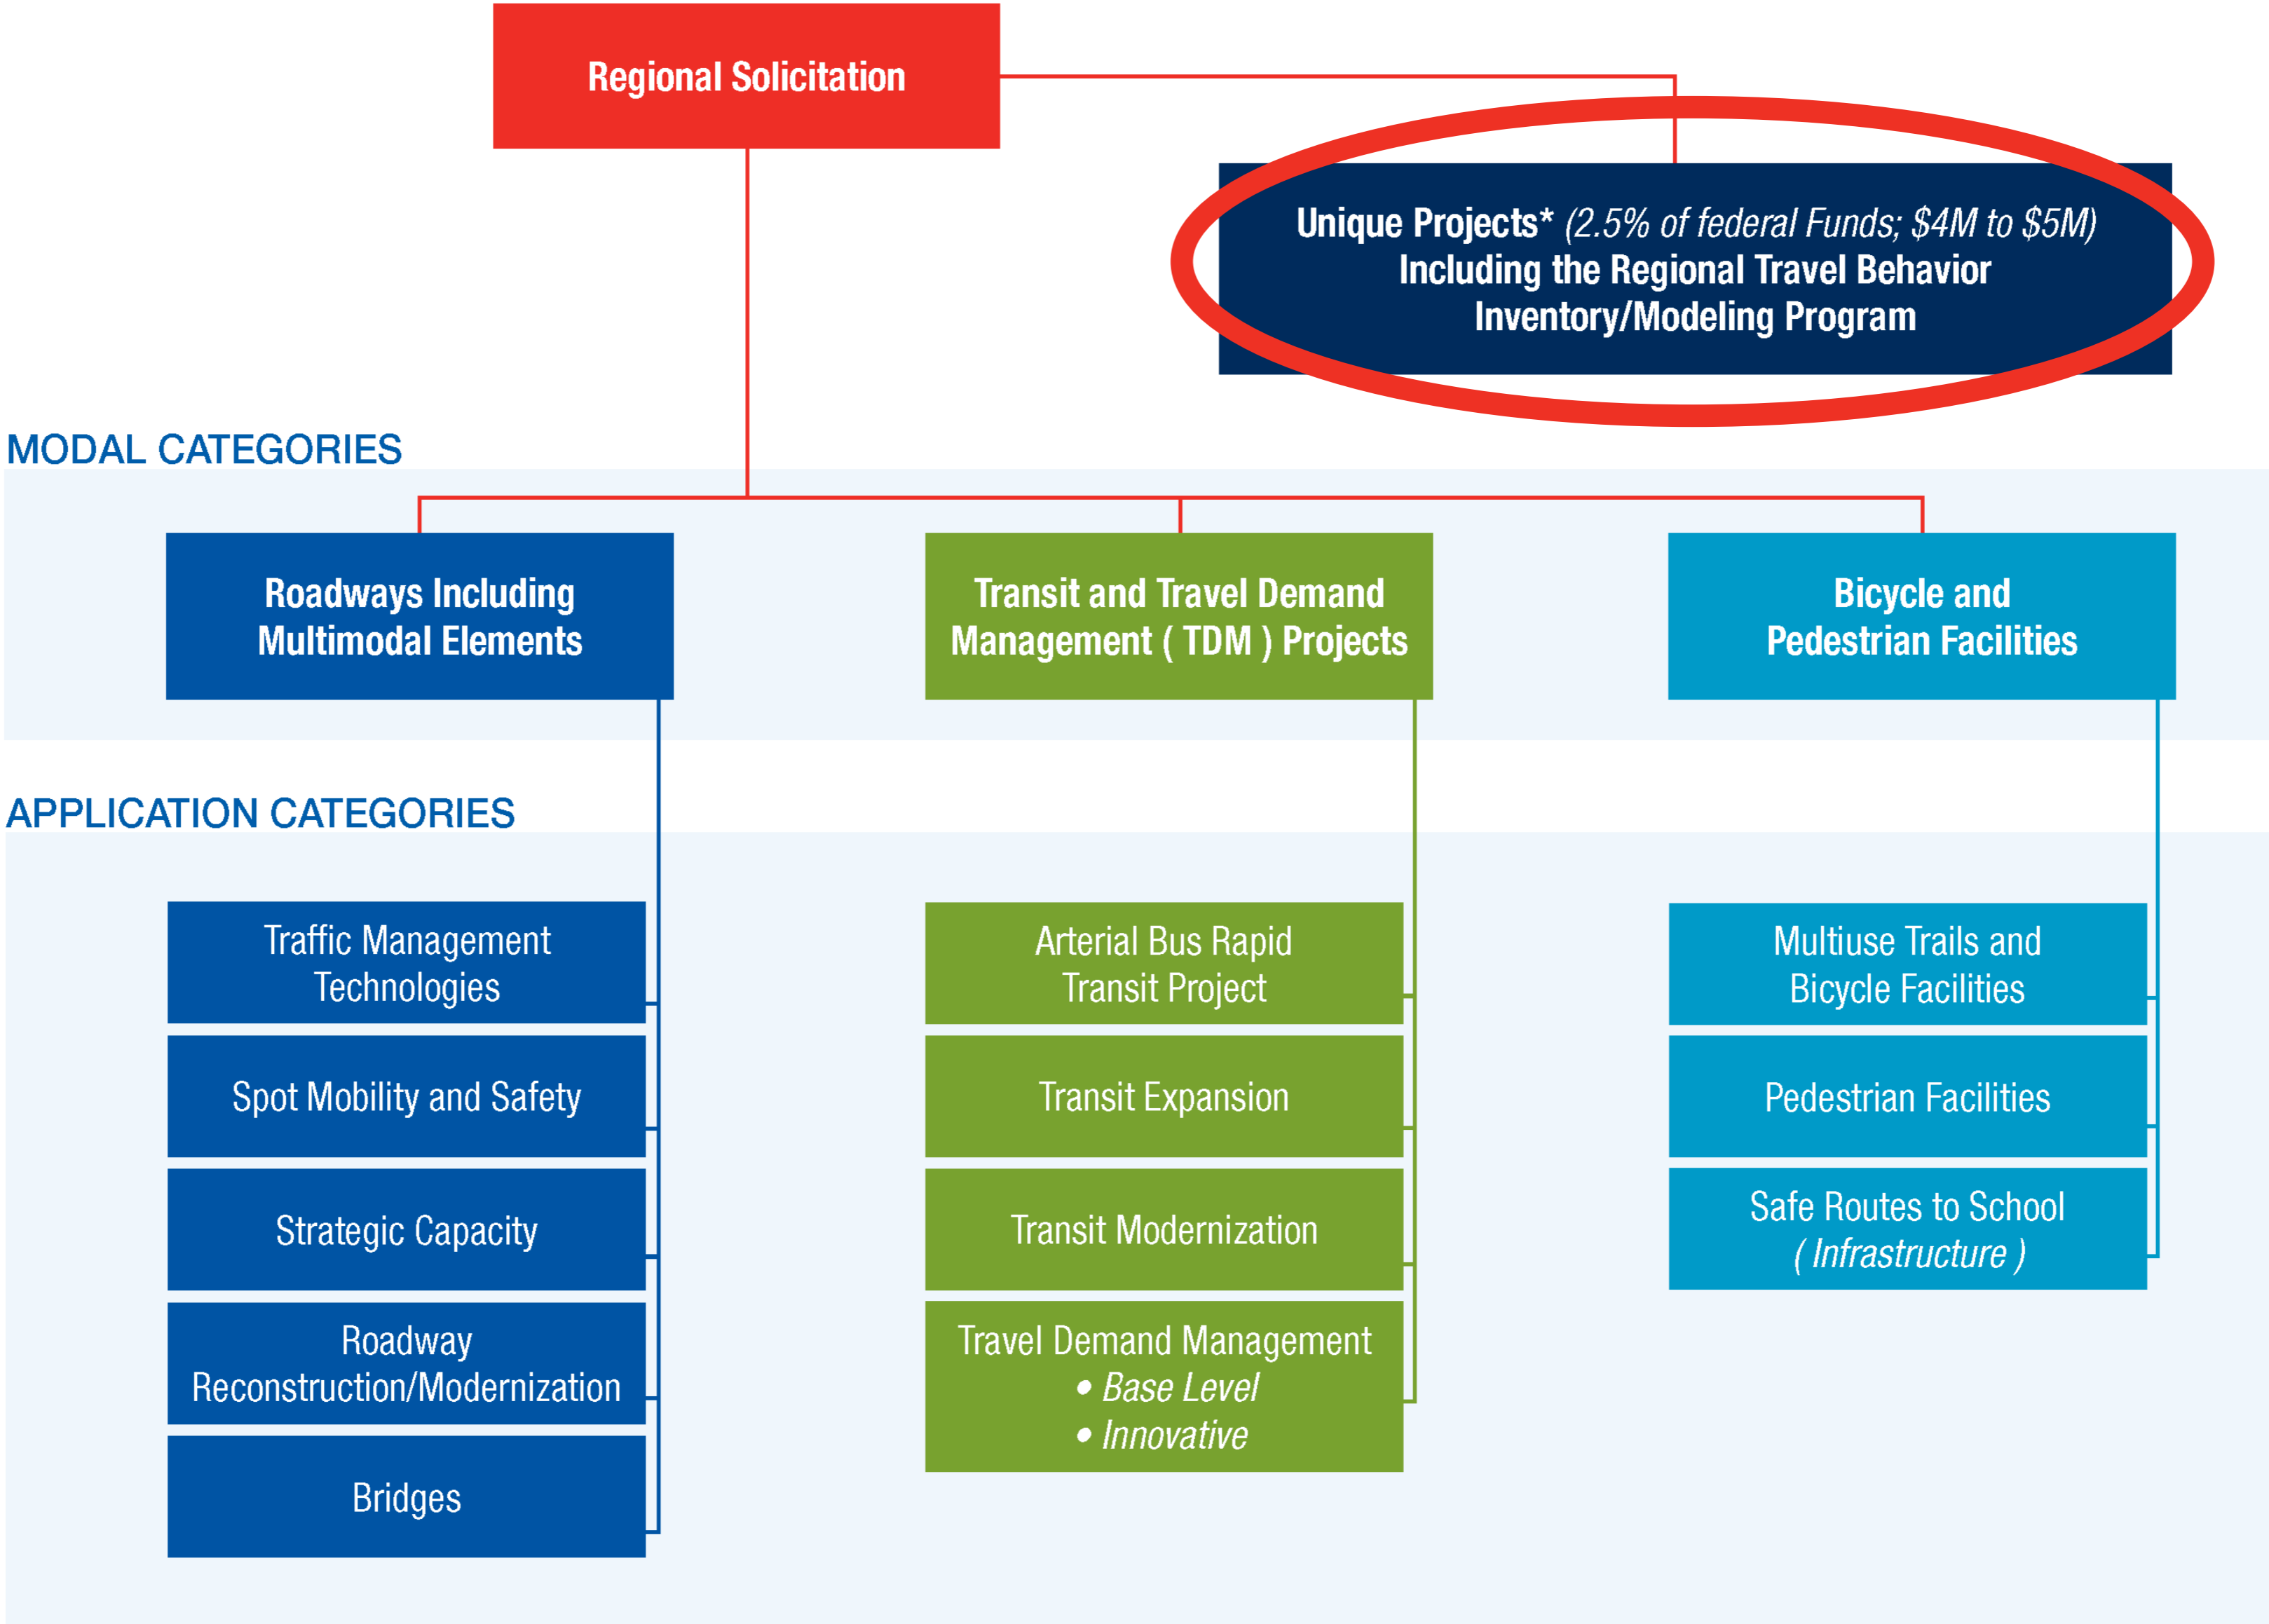 Regional Solicitation
Unique Projects* (2.5% of federal Funds; $4M to $5M)
Including the Regional Travel Behavior
Inventory/Modeling Program
MODAL CATEGORIES
Roadways Including
Multimodal Elements
Transit and Travel Demand
Management ( TDM ) Projects
Bicycle and
Pedestrian Facilities
APPLICATION CATEGORIES
Traffic Management
Technologies
Spot Mobility and Safety
Strategic Capacity
Roadway
Reconstruction/Modernization
Bridges
Arterial Bus Rapid
Transit Project
Transit Expansion
Transit Modernization
Travel Demand Management
• Base Level
• Innovative
Multiuse Trails and
Bicycle Facilities
Pedestrian Facilities
Safe Routes to School
( Infrastructure )